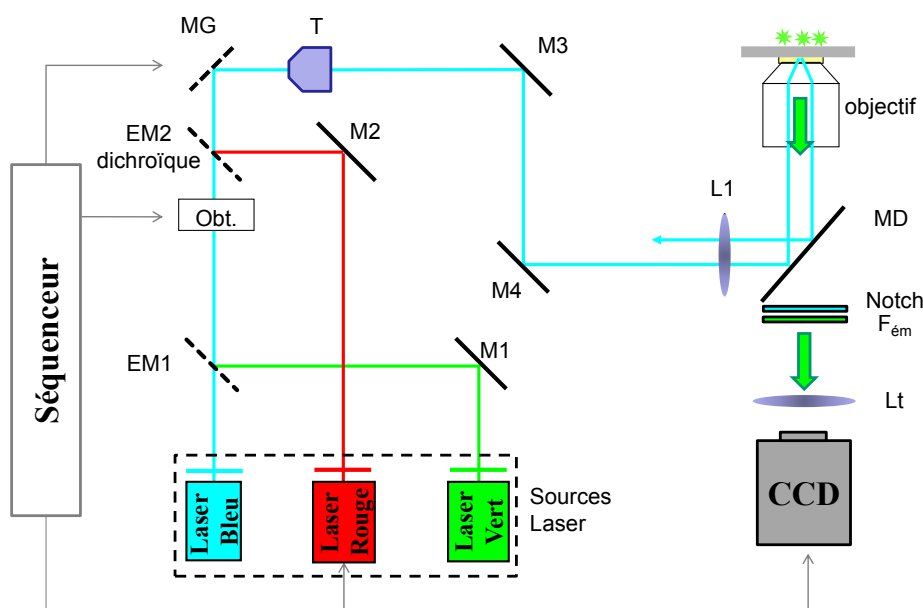 MG
T
M3
EM2
dichroïque
M2
objectif
L1
MD
Obt.
Séquenceur
M4
Notch
Fém
EM1
M1
Lt
Laser
Bleu
Laser
Rouge
Laser
Vert
Sources
Laser
CCD